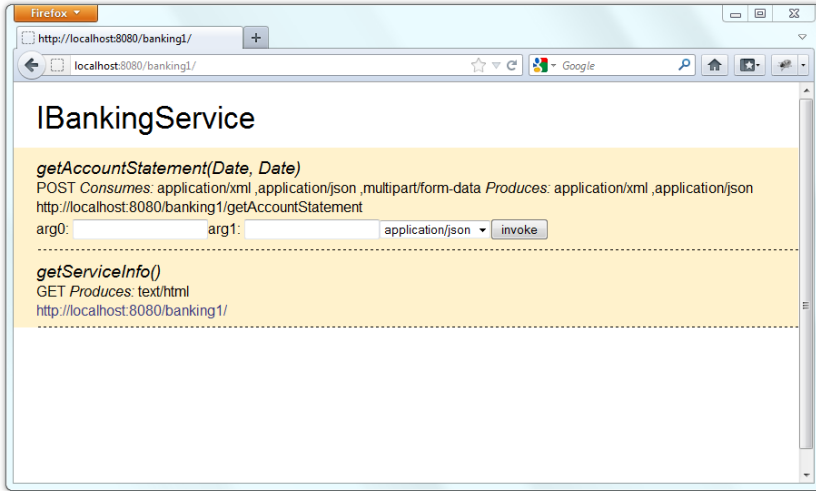 Firefox
http://localhost:8080/banking1/
localhost:8080/banking1/
Google
IBankingService
getAccountStatement(Date, Date)
POST Consumes: application/xml ,application/json ,multipart/form-data Produces: application/xml ,application/json
http://localhost:8080/banking1/getAccountStatement
arg0: arg1: application/json invoke
getServiceInfo()
GET Produces: text/html
http://localhost:8080/banking1/